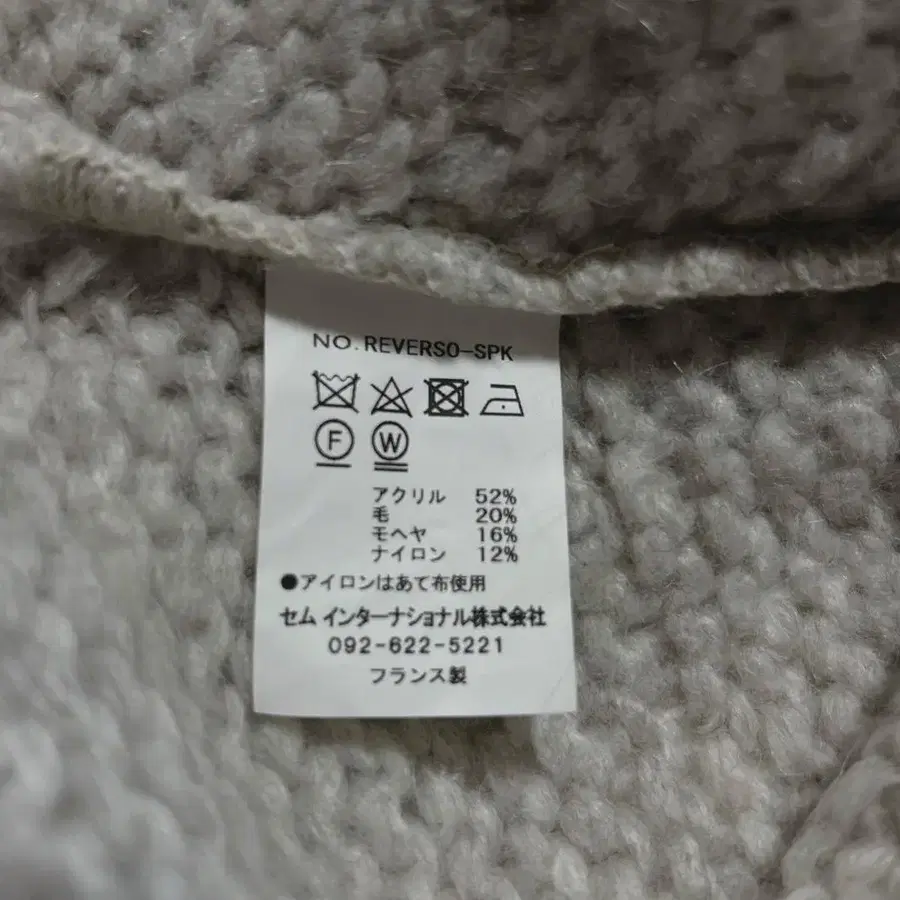 NO.REVERSO-SPK
F W
アクリル 52%
毛 20%
モヘヤ 16%
ナイロン 12%
●アイロンはあて布使用
セム インターナショナル株式会社
092-622-5221
フランス製